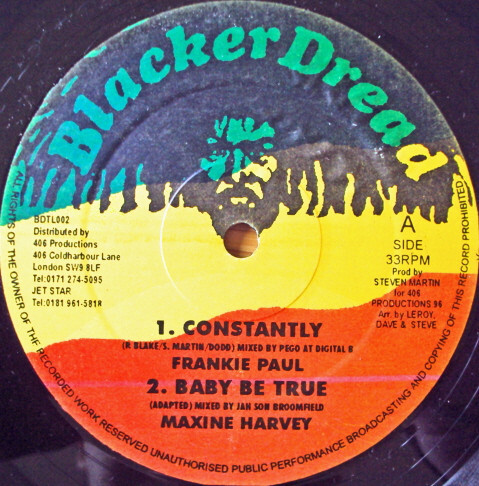 Blacker Dread
BDTL002
Distributed by
406 Productions
406 Coldharbour Lane
London SW9 8LF
Tel:0171 274-5095
JET STAR
Tel:0181 961-5818
A
SIDE
33RPM
Prod by
STEVEN MARTIN
for 406
PRODUCTIONS 96
Arr. by LEROY,
DAVE & STEVE
1. CONSTANTLY
(R BLAKE/S. MARTIN/DODD) MIXED BY PEGO AT DIGITAL B
FRANKIE PAUL
2. BABY BE TRUE
(ADAPTED) MIXED BY JAH SON BROOMFIELD
MAXINE HARVEY
ALL RIGHTS OF THE OWNER OF THE RECORDED WORK RESERVED UNAUTHORISED PUBLIC PERFORMANCE BROADCASTING AND COPYING OF THIS RECORD PROHIBITED